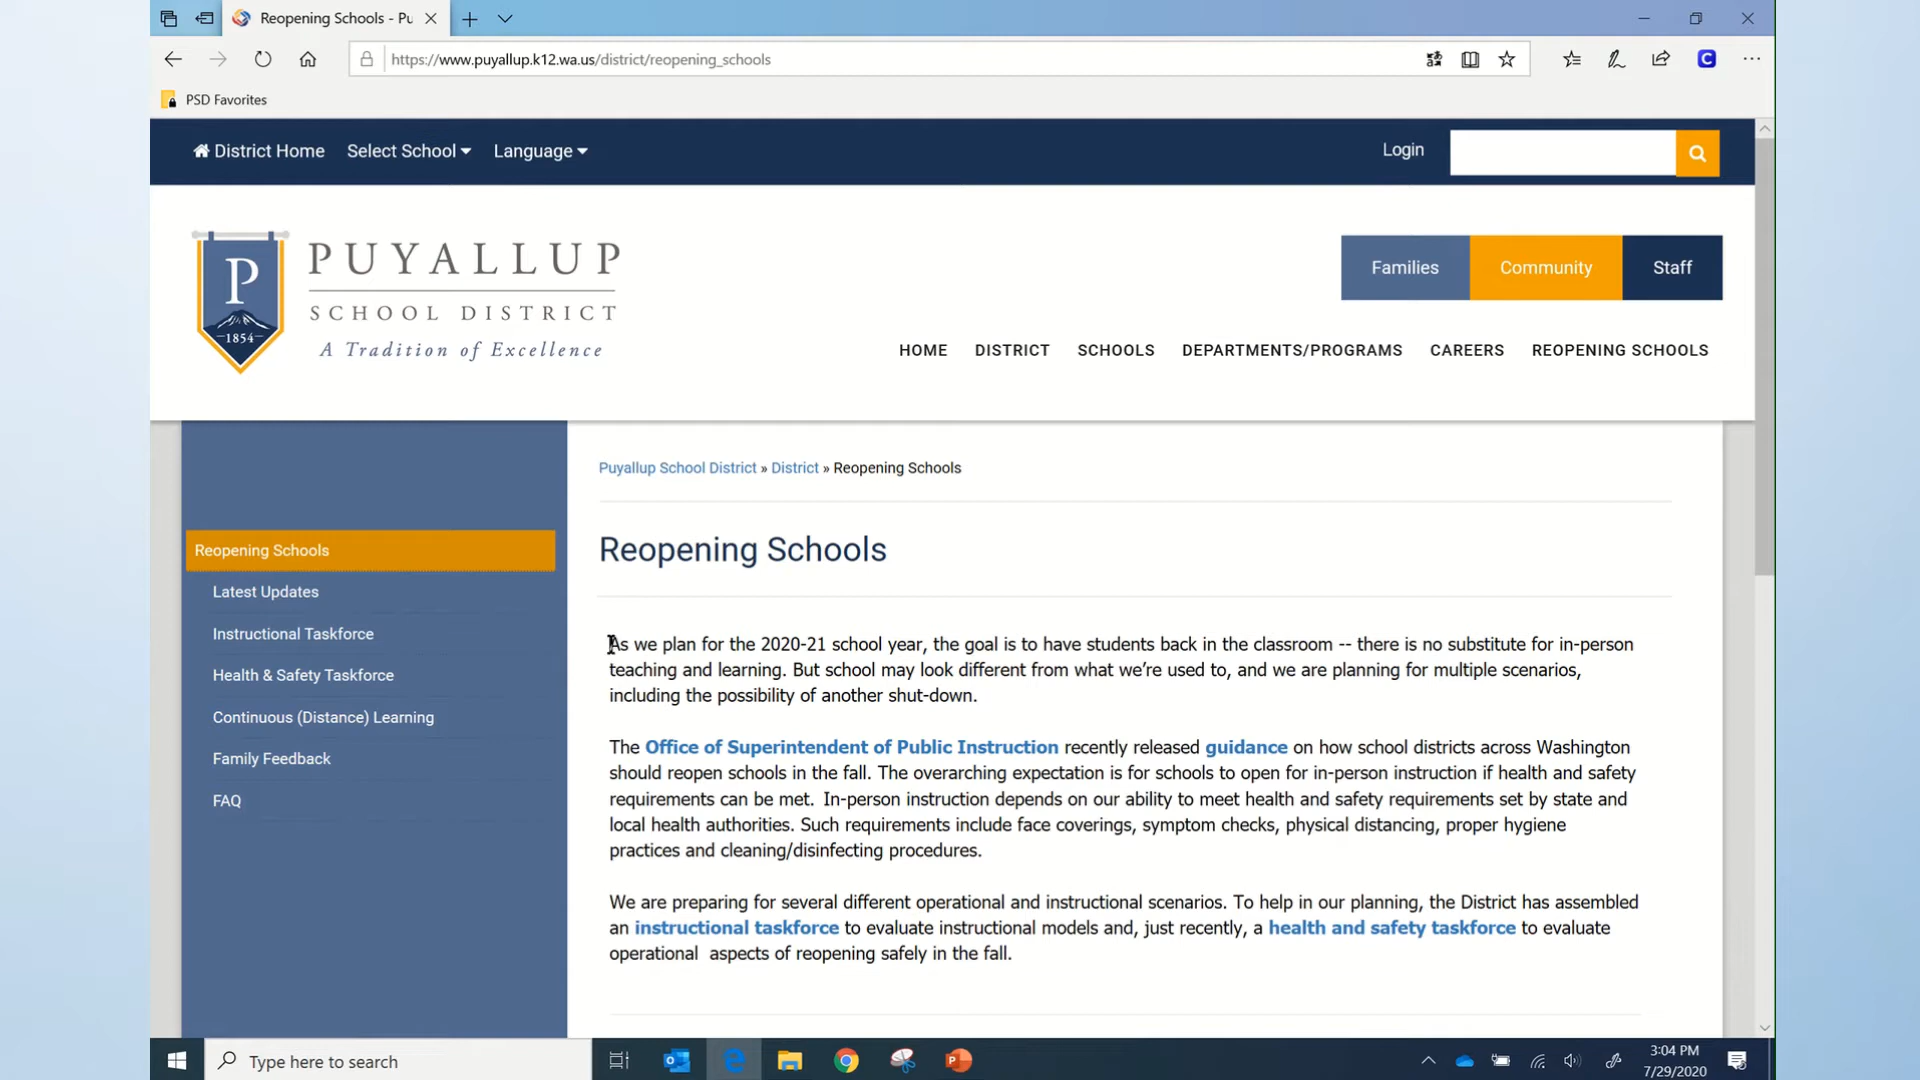 Reopening Schools - Pu
https://www.puyallup.k12.wa.us/district/reopening_schools
PSD Favorites
District Home Select School Language Login
P
1854
PUYALLUP
SCHOOL DISTRICT
A Tradition of Excellence
Families Community Staff
HOME DISTRICT SCHOOLS DEPARTMENTS/PROGRAMS CAREERS REOPENING SCHOOLS
Reopening Schools
Latest Updates
Instructional Taskforce
Health & Safety Taskforce
Continuous (Distance) Learning
Family Feedback
FAQ
Puyallup School District » District » Reopening Schools
Reopening Schools
As we plan for the 2020-21 school year, the goal is to have students back in the classroom -- there is no substitute for in-person
teaching and learning. But school may look different from what we’re used to, and we are planning for multiple scenarios,
including the possibility of another shut-down.
The Office of Superintendent of Public Instruction recently released guidance on how school districts across Washington
should reopen schools in the fall. The overarching expectation is for schools to open for in-person instruction if health and safety
requirements can be met.  In-person instruction depends on our ability to meet health and safety requirements set by state and
local health authorities. Such requirements include face coverings, symptom checks, physical distancing, proper hygiene
practices and cleaning/disinfecting procedures.
We are preparing for several different operational and instructional scenarios. To help in our planning, the District has assembled
an instructional taskforce to evaluate instructional models and, just recently, a health and safety taskforce to evaluate
operational  aspects of reopening safely in the fall.
Type here to search
3:04 PM
7/29/2020